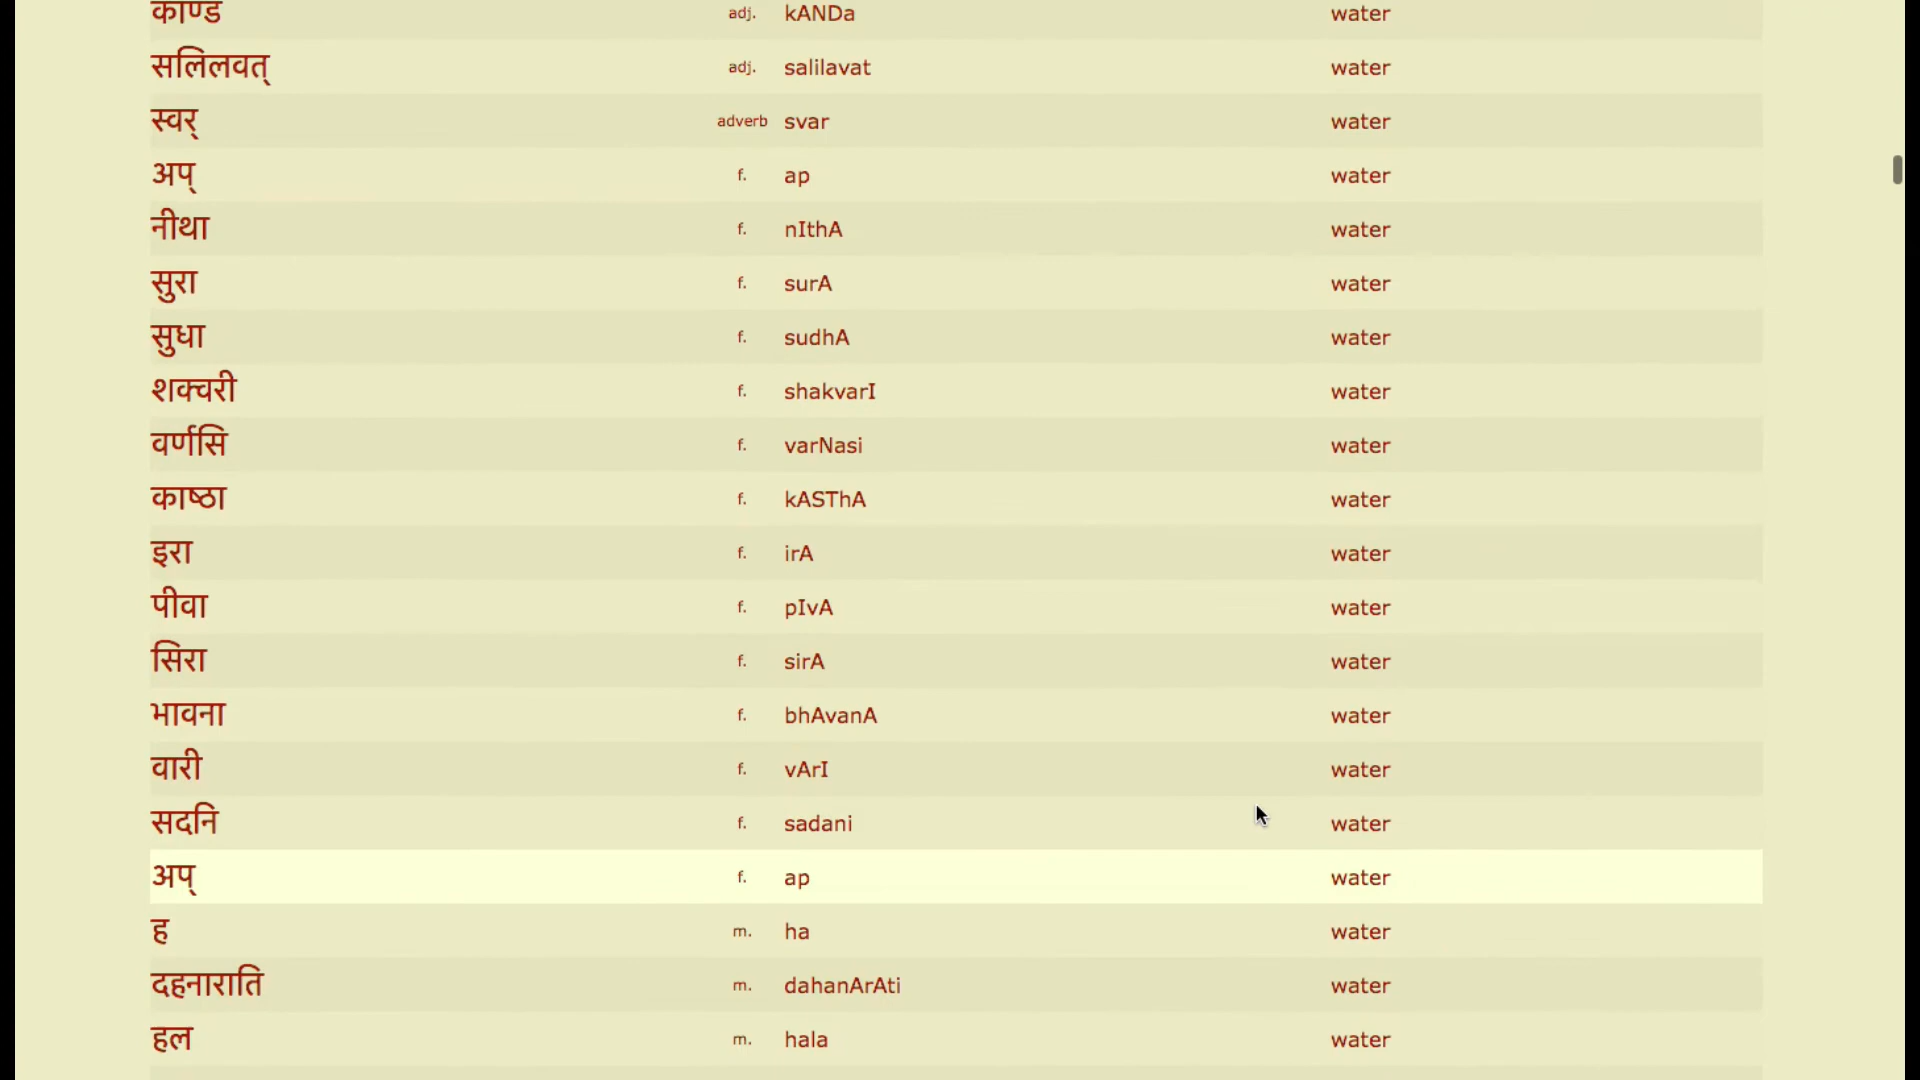 काण्ड adj. kANDa water
सलिलवत् adj. salilavat water
स्वर् adverb svar water
अप् f. ap water
नीथा f. nIthA water
सुरा f. surA water
सुधा f. sudhA water
शक्वरी f. shakvarI water
वर्णसि f. varNasi water
काष्ठा f. kASThA water
इरा f. irA water
पीवा f. pIvA water
सिरा f. sirA water
भावना f. bhAvanA water
वारी f. vArI water
सदनि f. sadani water
अप् f. ap water
ह m. ha water
दहनाराति m. dahanArAti water
हल m. hala water